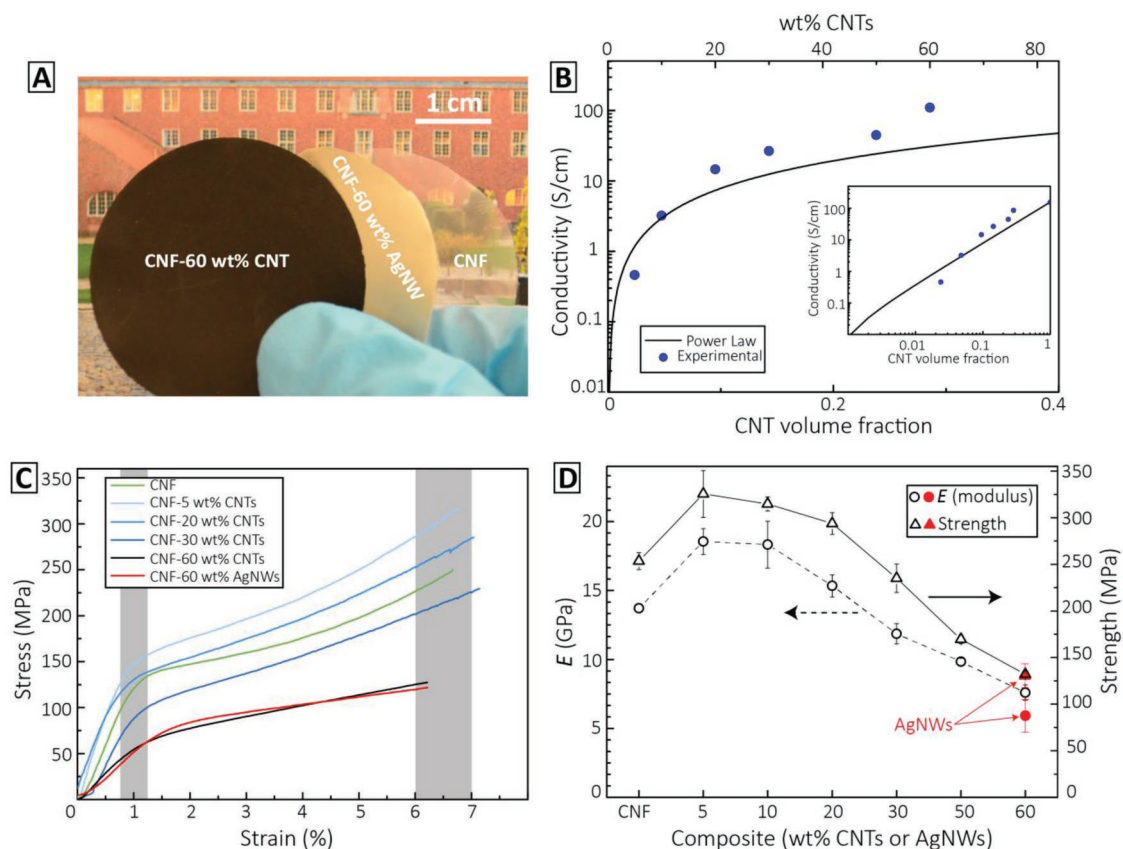 A
1 cm
CNF-60 wt% CNT
CNF-60 wt% AgNW
CNF
B
wt% CNTs
0 20 40 60 80
Conductivity (S/cm)
100
10
1
0.1
0.01
0 0.2 0.4
CNT volume fraction
Power Law
Experimental
Conductivity (S/cm)
100
10
1
0.1
0.01 0.1 1
CNT volume fraction
C
Stress (MPa)
350
300
250
200
150
100
50
0 1 2 3 4 5 6 7
Strain (%)
CNF
CNF-5 wt% CNTs
CNF-20 wt% CNTs
CNF-30 wt% CNTs
CNF-60 wt% CNTs
CNF-60 wt% AgNWs
D
E (GPa)
20
15
10
5
0
E (modulus)
Strength
AgNWs
350
300
250
200
150
100
50
0
Strength (MPa)
CNF 5 10 20 30 50 60
Composite (wt% CNTs or AgNWs)